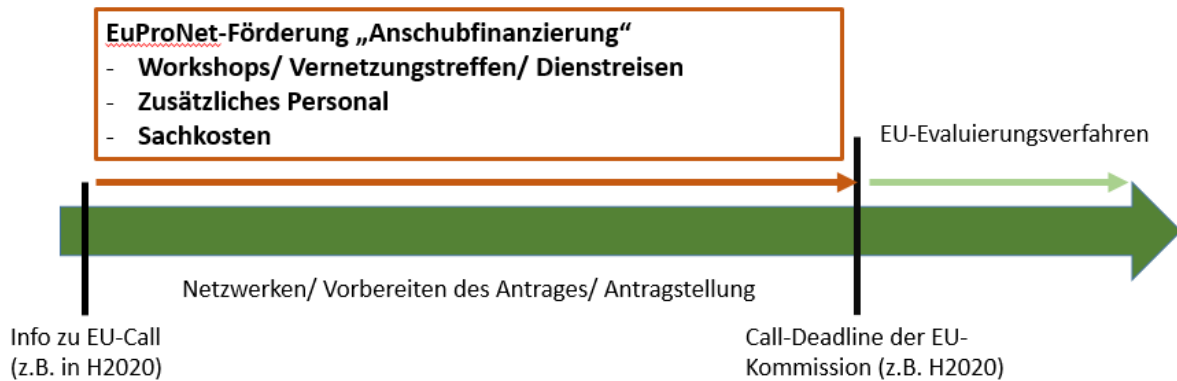 EuProNet-Förderung „Anschubfinanzierung“
- Workshops/ Vernetzungstreffen/ Dienstreisen
- Zusätzliches Personal
- Sachkosten
EU-Evaluierungsverfahren
Netzwerken/ Vorbereiten des Antrages/ Antragstellung
Info zu EU-Call
(z.B. in H2020)
Call-Deadline der EU-
Kommission (z.B. H2020)